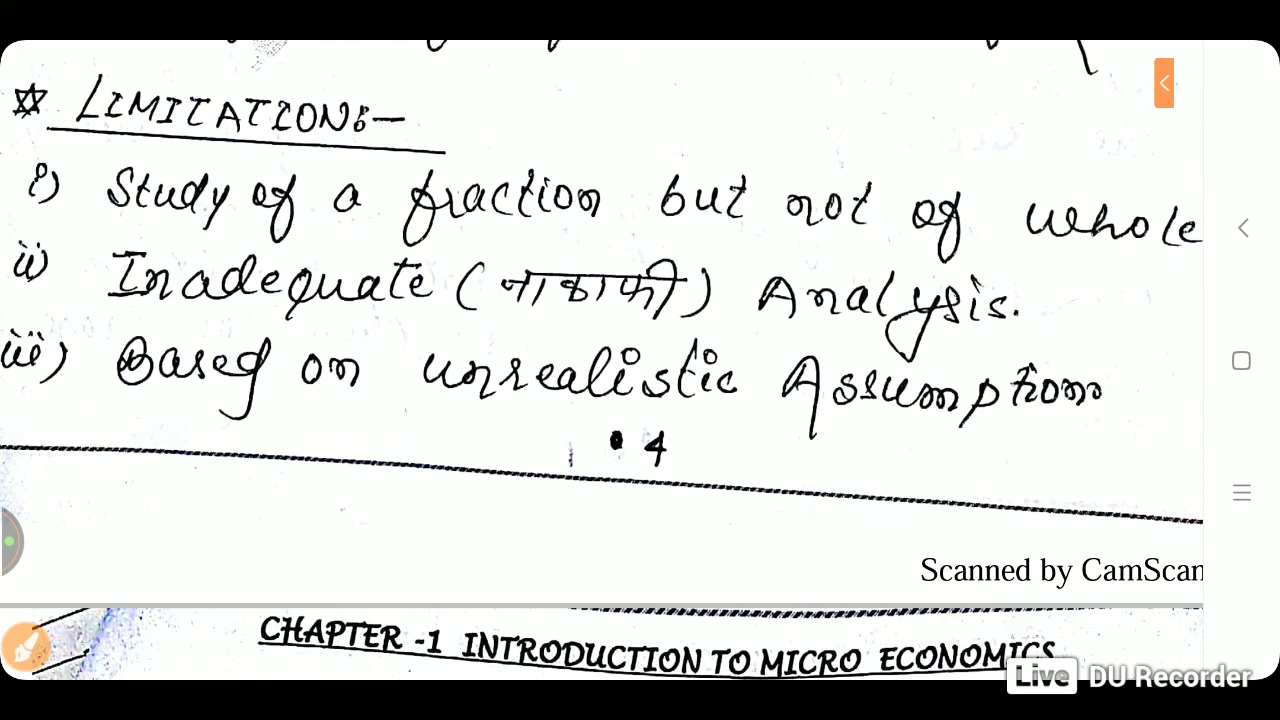 ☆ LIMITATION:-
i) Study of a fraction but not of whole
ii) Inadequate (नाकाफी) Analysis.
iii) Based on unrealistic Assumptions
4
Scanned by CamScan
CHAPTER -1 INTRODUCTION TO MICRO ECONOMICS
Live DU Recorder